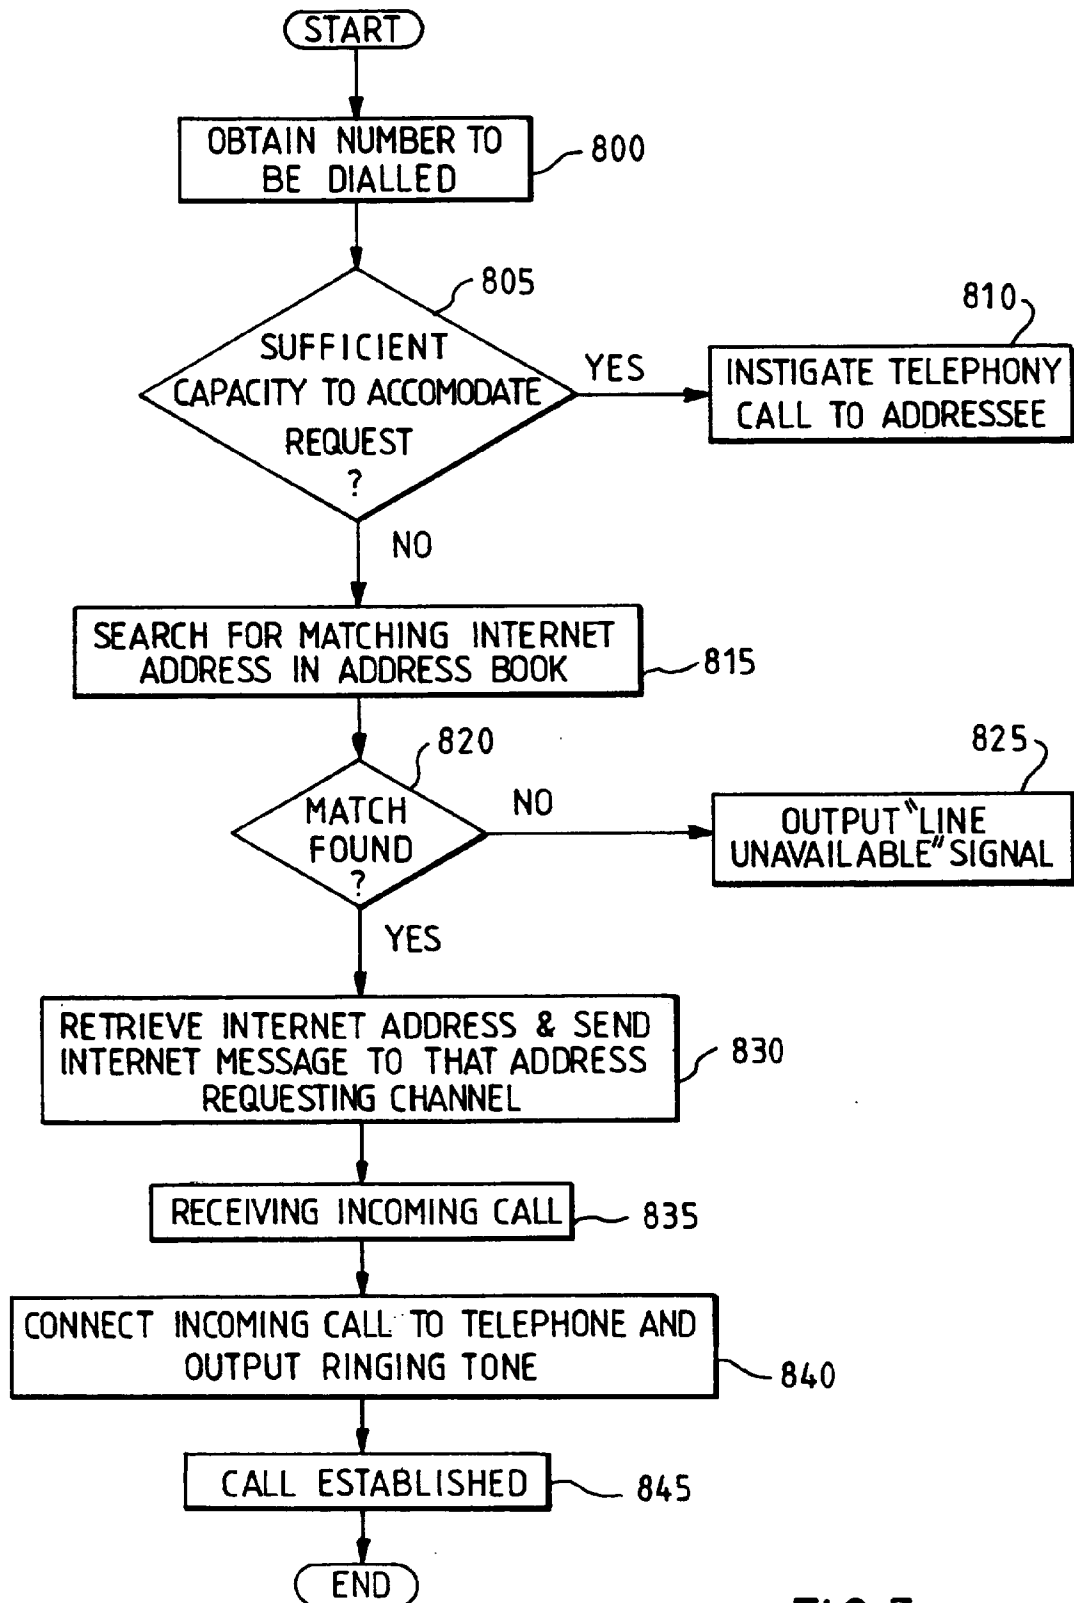 START
OBTAIN NUMBER TO
BE DIALLED
800
805
SUFFICIENT
CAPACITY TO ACCOMODATE
REQUEST
?
YES
810
INSTIGATE TELEPHONY
CALL TO ADDRESSEE
NO
SEARCH FOR MATCHING INTERNET
ADDRESS IN ADDRESS BOOK
815
820
MATCH
FOUND
?
NO
825
OUTPUT "LINE
UNAVAILABLE" SIGNAL
YES
RETRIEVE INTERNET ADDRESS & SEND
INTERNET MESSAGE TO THAT ADDRESS
REQUESTING CHANNEL
830
RECEIVING INCOMING CALL
835
CONNECT INCOMING CALL TO TELEPHONE AND
OUTPUT RINGING TONE
840
CALL ESTABLISHED
845
END